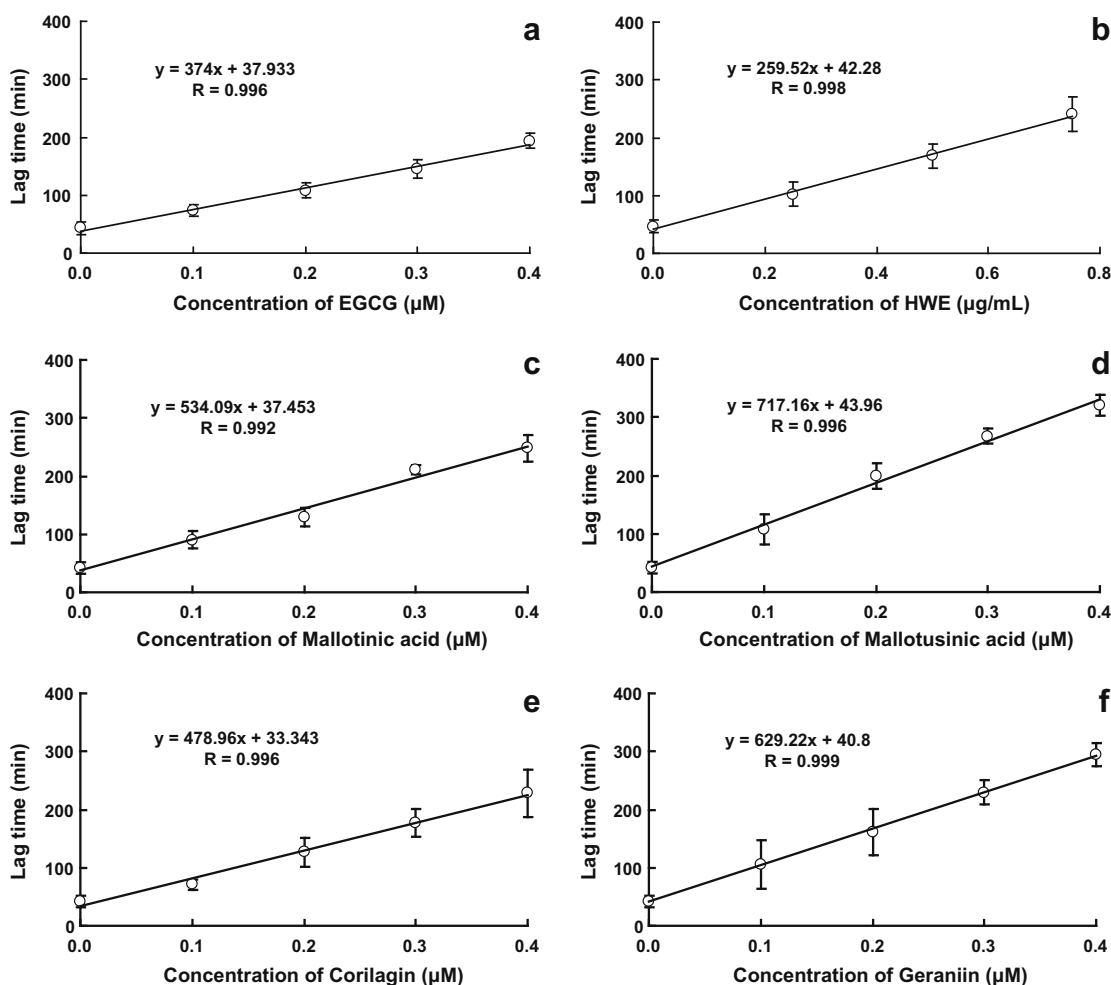 a
y = 374x + 37.933
R = 0.996
Lag time (min)
400
300
200
100
0
0.0 0.1 0.2 0.3 0.4
Concentration of EGCG (µM)
b
y = 259.52x + 42.28
R = 0.998
Lag time (min)
400
300
200
100
0
0.0 0.2 0.4 0.6 0.8
Concentration of HWE (µg/mL)
c
y = 534.09x + 37.453
R = 0.992
Lag time (min)
400
300
200
100
0
0.0 0.1 0.2 0.3 0.4
Concentration of Mallotinic acid (µM)
d
y = 717.16x + 43.96
R = 0.996
Lag time (min)
400
300
200
100
0
0.0 0.1 0.2 0.3 0.4
Concentration of Mallotusinic acid (µM)
e
y = 478.96x + 33.343
R = 0.996
Lag time (min)
400
300
200
100
0
0.0 0.1 0.2 0.3 0.4
Concentration of Corilagin (µM)
f
y = 629.22x + 40.8
R = 0.999
Lag time (min)
400
300
200
100
0
0.0 0.1 0.2 0.3 0.4
Concentration of Geraniin (µM)